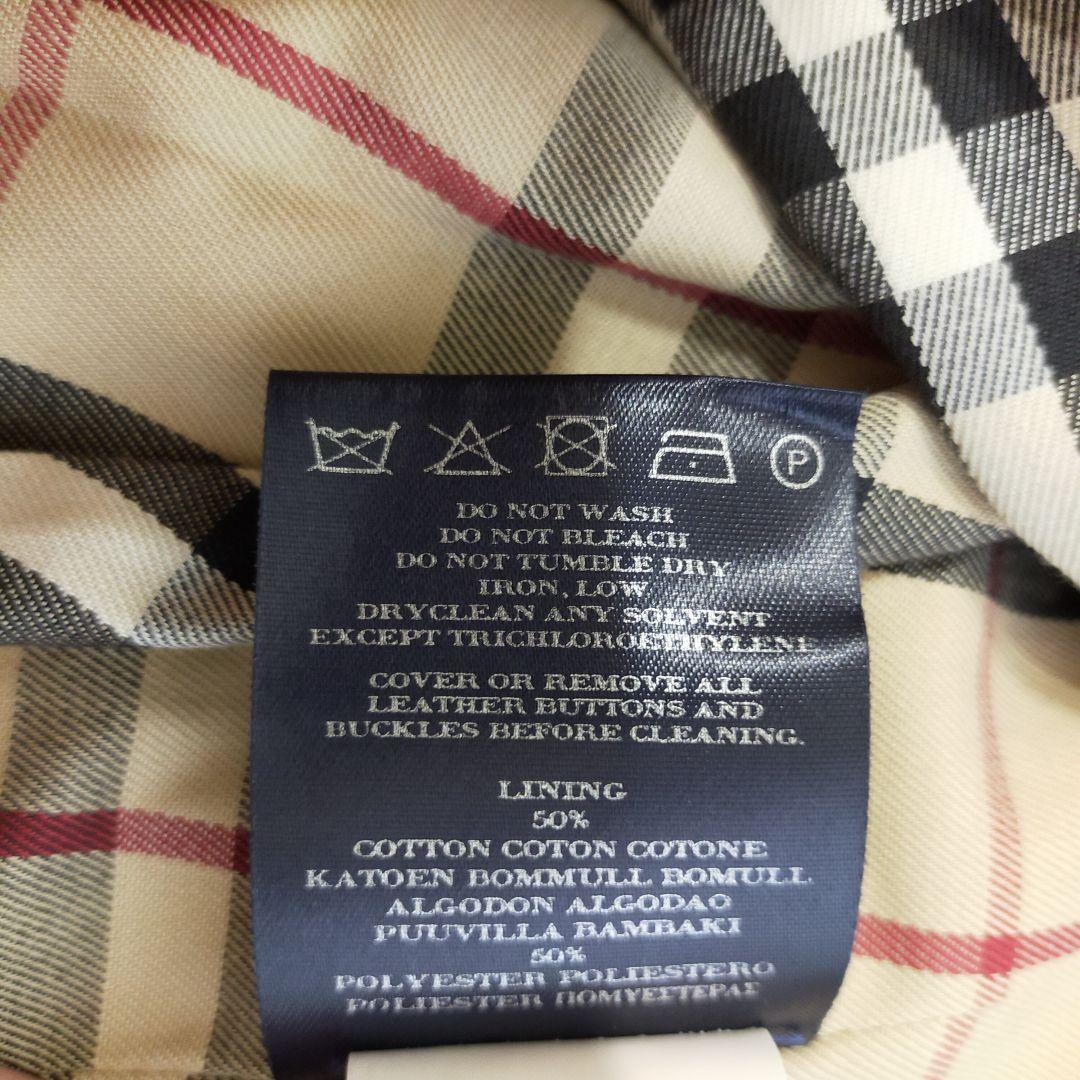 P
DO NOT WASH
DO NOT BLEACH
DO NOT TUMBLE DRY
IRON, LOW
DRYCLEAN ANY SOLVENT
EXCEPT TRICHLOROETHYLENE
COVER OR REMOVE ALL
LEATHER BUTTONS AND
BUCKLES BEFORE CLEANING.
LINING
50%
COTTON COTON COTONE
KATOEN BOMMULL BOMULL
ALGODON ALGODAO
PUUVILLA BAMBAKI
50%
POLYESTER POLIESTERO
POLIESTER ΠΟΜΥΕΣΤΕΡΑΣ